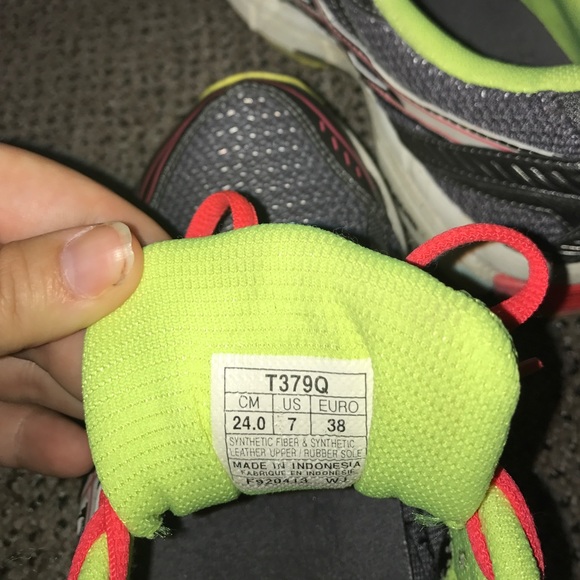 T379Q
CM US EURO
24.0 7 38
SYNTHETIC FIBER & SYNTHETIC
LEATHER UPPER / RUBBER SOLE
MADE IN INDONESIA
FABRIQUE EN INDONESIE
F920413 WJ